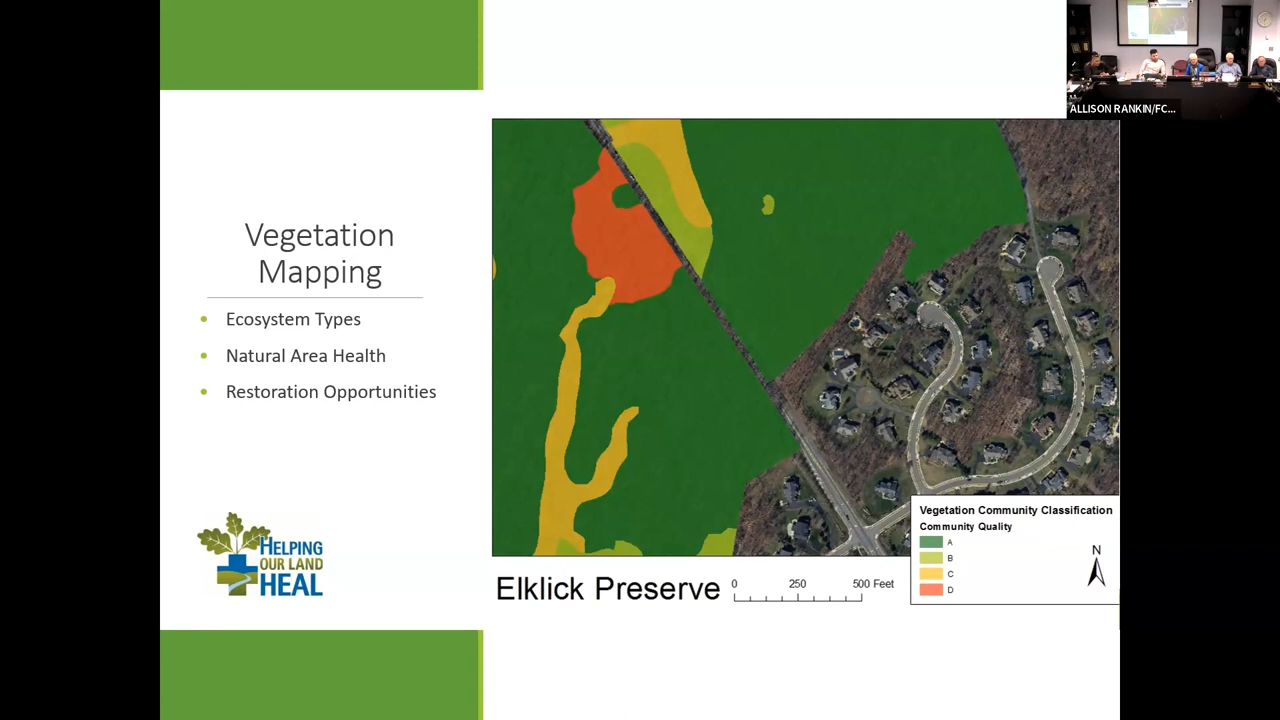 ALLISON RANKIN/FC...
Vegetation
Mapping
• Ecosystem Types
• Natural Area Health
• Restoration Opportunities
HELPING
OUR LAND
HEAL
Vegetation Community Classification
Community Quality
A
B
C
D
N
Elklick Preserve
0 250 500 Feet